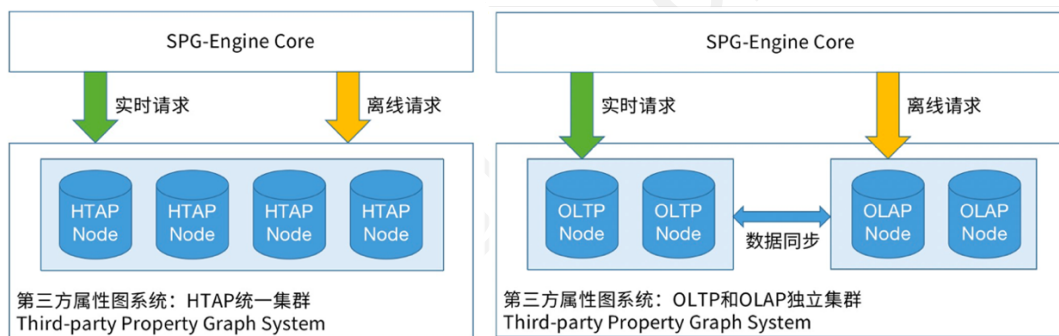 SPG-Engine Core
实时请求
离线请求
HTAP
Node
HTAP
Node
HTAP
Node
HTAP
Node
第三方属性图系统：HTAP统一集群
Third-party Property Graph System
SPG-Engine Core
实时请求
离线请求
OLTP
Node
OLTP
Node
数据同步
OLAP
Node
OLAP
Node
第三方属性图系统：OLTP和OLAP独立集群
Third-party Property Graph System